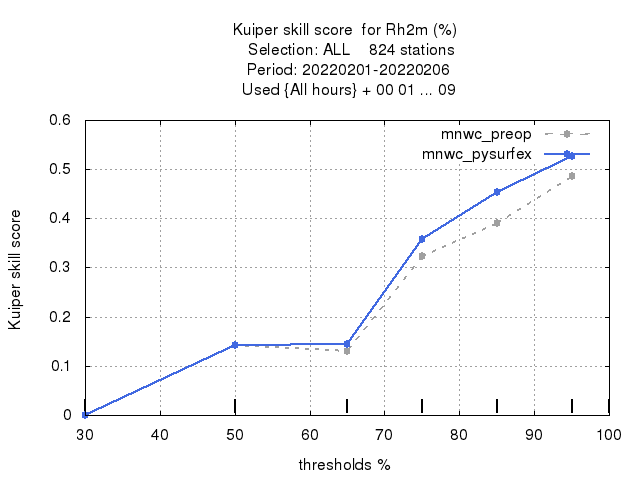 Kuiper skill score for Rh2m (%)
Selection: ALL 824 stations
Period: 20220201-20220206
Used {All hours} + 00 01 ... 09
mnwc_preop
mnwc_pysurfex
Kuiper skill score
0.6
0.5
0.4
0.3
0.2
0.1
0
30 40 50 60 70 80 90 100
thresholds %